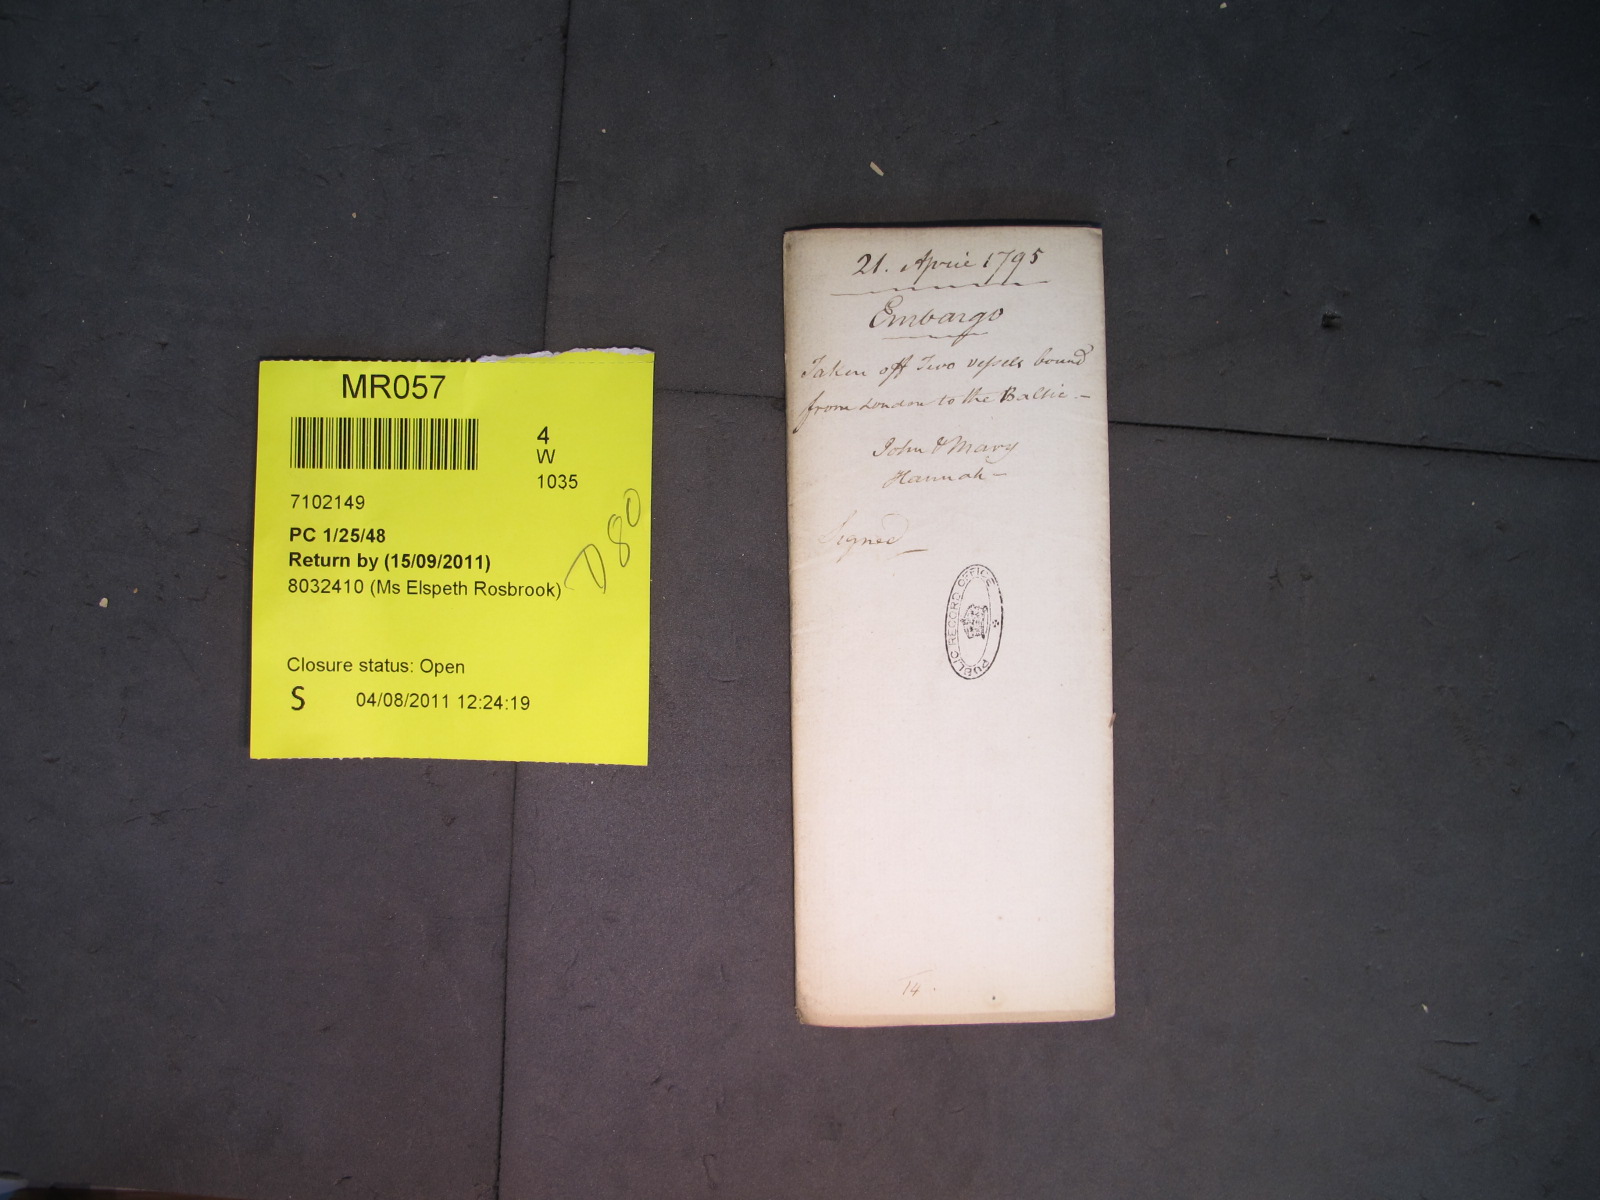 MR057
4
W
1035
7102149
PC 1/25/48
Return by (15/09/2011)
8032410 (Ms Elspeth Rosbrook)
D80
Closure status: Open
S 04/08/2011 12:24:19
21. April 1795
Embargo
Taken off Two vessels bound
from London to the Baltic. –
John & Mary
Hannah –
Signed
PUBLIC RECORD OFFICE
14.